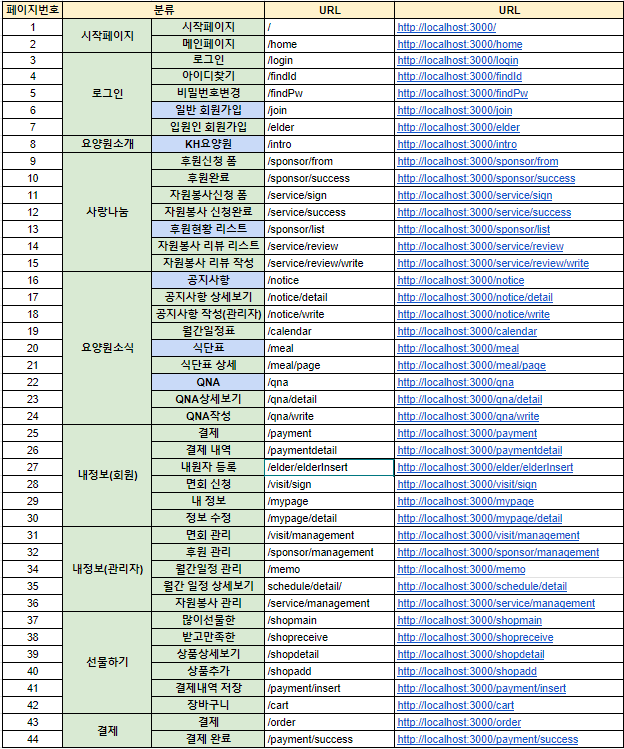 페이지번호 분류 URL URL
1 시작페이지 시작페이지 / http://localhost:3000/
2 메인페이지 /home http://localhost:3000/home
3 로그인 로그인 /login http://localhost:3000/login
4 아이디찾기 /findId http://localhost:3000/findId
5 비밀번호변경 /findPw http://localhost:3000/findPw
6 일반 회원가입 /join http://localhost:3000/join
7 입원인 회원가입 /elder http://localhost:3000/elder
8 요양원소개 KH요양원 /intro http://localhost:3000/intro
9 사랑나눔 후원신청 폼 /sponsor/from http://localhost:3000/sponsor/from
10 후원완료 /sponsor/success http://localhost:3000/sponsor/success
11 자원봉사신청 폼 /service/sign http://localhost:3000/service/sign
12 자원봉사 신청완료 /service/success http://localhost:3000/service/success
13 후원현황 리스트 /sponsor/list http://localhost:3000/sponsor/list
14 자원봉사 리뷰 리스트 /service/review http://localhost:3000/service/review
15 자원봉사 리뷰 작성 /service/review/write http://localhost:3000/service/review/write
16 요양원소식 공지사항 /notice http://localhost:3000/notice
17 공지사항 상세보기 /notice/detail http://localhost:3000/notice/detail
18 공지사항 작성(관리자) /notice/write http://localhost:3000/notice/write
19 월간일정표 /calendar http://localhost:3000/calendar
20 식단표 /meal http://localhost:3000/meal
21 식단표 상세 /meal/page http://localhost:3000/meal/page
22 QNA /qna http://localhost:3000/qna
23 QNA상세보기 /qna/detail http://localhost:3000/qna/detail
24 QNA작성 /qna/write http://localhost:3000/qna/write
25 내정보(회원) 결제 /payment http://localhost:3000/payment
26 결제 내역 /paymentdetail http://localhost:3000/paymentdetail
27 내원자 등록 /elder/elderInsert http://localhost:3000/elder/elderInsert
28 면회 신청 /visit/sign http://localhost:3000/visit/sign
29 내 정보 /mypage http://localhost:3000/mypage
30 정보 수정 /mypage/detail http://localhost:3000/mypage/detail
31 내정보(관리자) 면회 관리 /visit/management http://localhost:3000/visit/management
32 후원 관리 /sponsor/management http://localhost:3000/sponsor/management
34 월간일정 관리 /memo http://localhost:3000/memo
35 월간 일정 상세보기 schedule/detail/ http://localhost:3000/schedule/detail
36 자원봉사 관리 /service/management http://localhost:3000/service/management
37 선물하기 많이선물한 /shopmain http://localhost:3000/shopmain
38 받고만족한 /shopreceive http://localhost:3000/shopreceive
39 상품상세보기 /shopdetail http://localhost:3000/shopdetail
40 상품추가 /shopadd http://localhost:3000/shopadd
41 결제내역 저장 /payment/insert http://localhost:3000/payment/insert
42 장바구니 /cart http://localhost:3000/cart
43 결제 결제 /order http://localhost:3000/order
44 결제 완료 /payment/success http://localhost:3000/payment/success